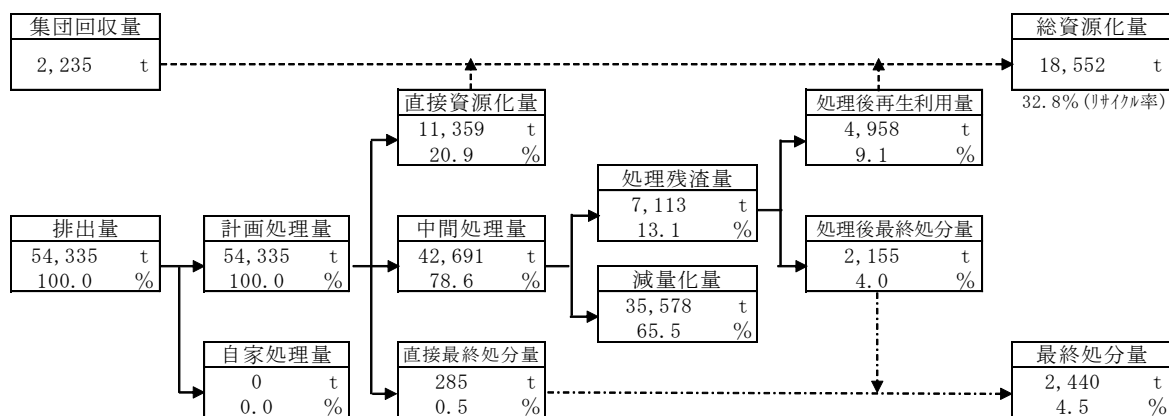 集団回収量
2,235 t
総資源化量
18,552 t
32.8%(ﾘｻｲｸﾙ率)
直接資源化量
11,359 t
20.9 %
処理後再生利用量
4,958 t
9.1 %
処理残渣量
7,113 t
13.1 %
排出量
54,335 t
100.0 %
計画処理量
54,335 t
100.0 %
中間処理量
42,691 t
78.6 %
処理後最終処分量
2,155 t
4.0 %
減量化量
35,578 t
65.5 %
自家処理量
0 t
0.0 %
直接最終処分量
285 t
0.5 %
最終処分量
2,440 t
4.5 %